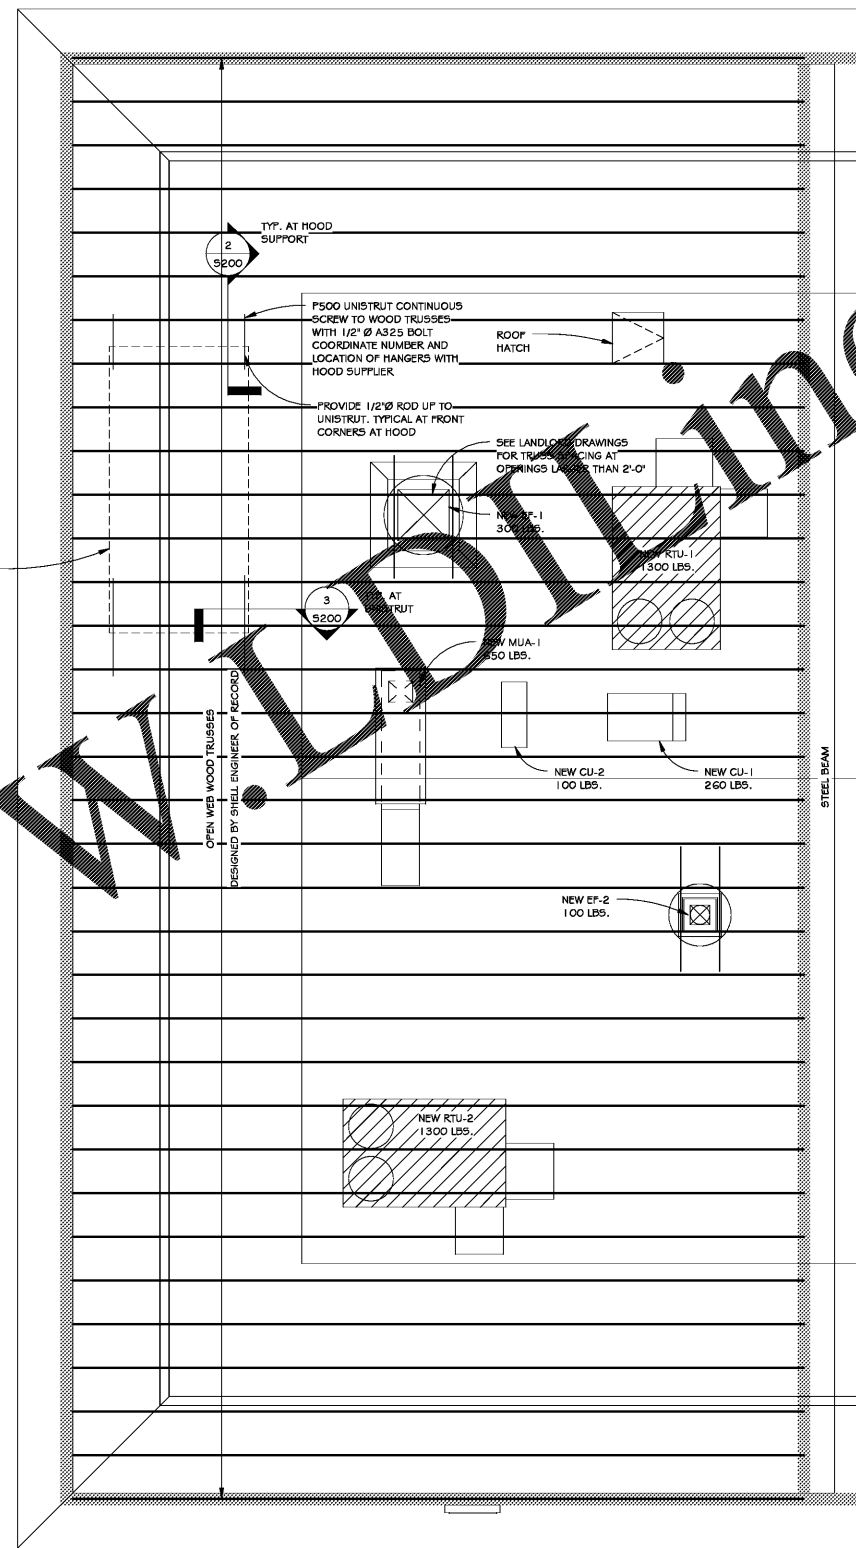 TYP. AT HOOD
SUPPORT
2
S200
P500 UNISTRUT CONTINUOUS
SCREW TO WOOD TRUSSES
WITH 1/2" Ø A325 BOLT
COORDINATE NUMBER AND
LOCATION OF HANGERS WITH
HOOD SUPPLIER
ROOF
HATCH
PROVIDE 1/2"Ø ROD UP TO
UNISTRUT. TYPICAL AT FRONT
CORNERS AT HOOD
SEE LANDLORD DRAWINGS
FOR TRUSS SPACING AT
OPENINGS LARGER THAN 2'-0"
NEW EF-1
300 LBS.
NEW RTU-1
1300 LBS.
3
S200
TYP. AT
UNISTRUT
NEW MUA-1
LBS.
OPEN WEB WOOD TRUSSES
DESIGNED BY SHELL ENGINEER OF RECORD
NEW CU-2
100 LBS.
NEW CU-1
260 LBS.
STEEL BEAM
NEW EF-2
100 LBS.
NEW RTU-2
1300 LBS.
W.LDILine